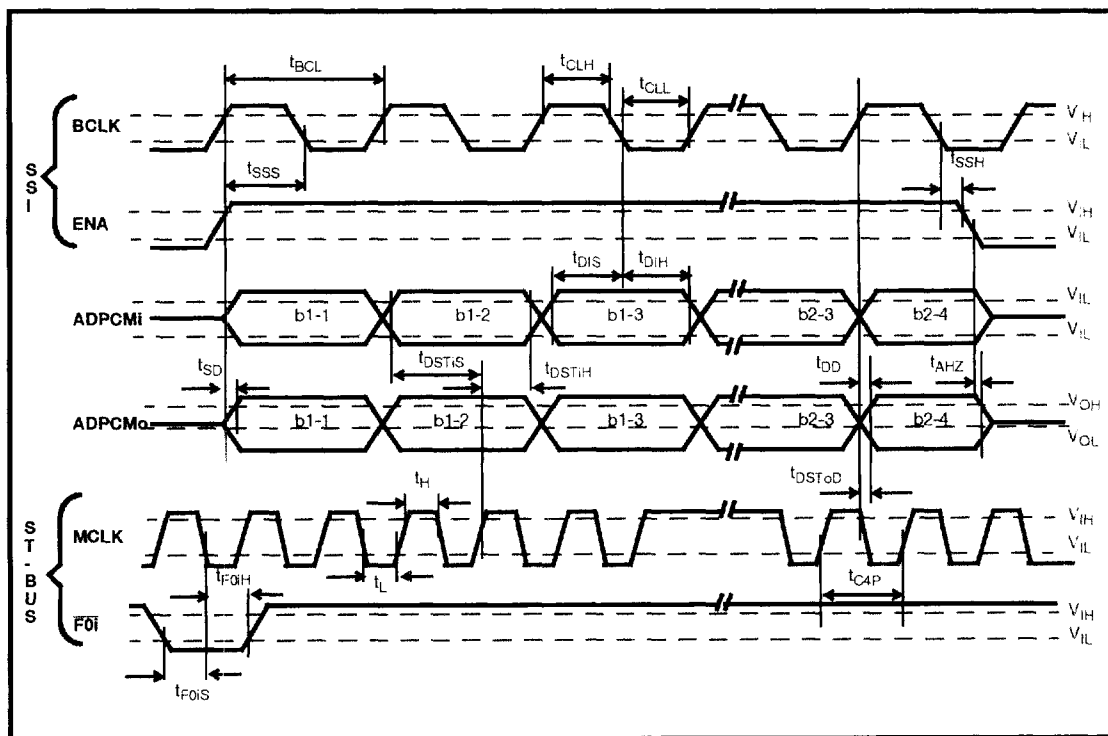 tBCL
tCLH
tCLL
SSI
BCLK
VIH
VIL
tSSS
tSSH
ENA
VIH
VIL
tDIS
tDIH
ADPCMi
b1-1
b1-2
b1-3
b2-3
b2-4
VIL
VIL
tSD
tDSTiS
tDSTiH
tDD
tAHZ
ADPCMo
b1-1
b1-2
b1-3
b2-3
b2-4
VOH
VOL
tDSToD
tH
ST-BUS
MCLK
VIH
VIL
tF0iH
tL
tC4P
F0i
VIH
VIL
tF0iS